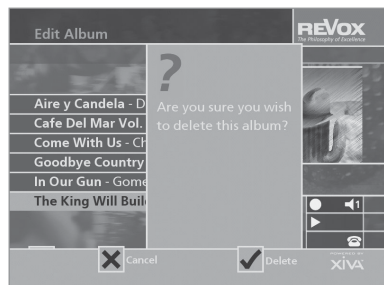 Edit Album
REVOX
The Philosophy of Excellence
?
Are you sure you wish
to delete this album?
Aire y Candela - D
Cafe Del Mar Vol.
Come With Us - Ch
Goodbye Country
In Our Gun - Gome
The King Will Buil
1
Cancel
Delete
POWERED BY
XIVA